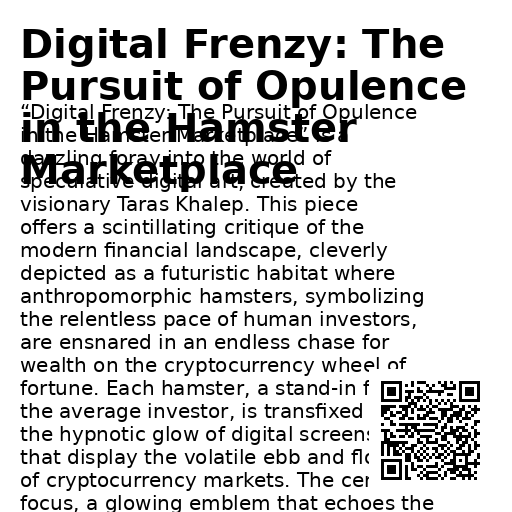 Digital Frenzy: The
Pursuit of Opulence
in the Hamster
Marketplace
“Digital Frenzy: The Pursuit of Opulence
in the Hamster Marketplace” is a
dazzling foray into the world of
speculative digital art, created by the
visionary Taras Khalep. This piece
offers a scintillating critique of the
modern financial landscape, cleverly
depicted as a futuristic habitat where
anthropomorphic hamsters, symbolizing
the relentless pace of human investors,
are ensnared in an endless chase for
wealth on the cryptocurrency wheel of
fortune. Each hamster, a stand-in
the average investor, is transfixed
the hypnotic glow of digital screens
that display the volatile ebb and
of cryptocurrency markets. The
focus, a glowing emblem that echoes the